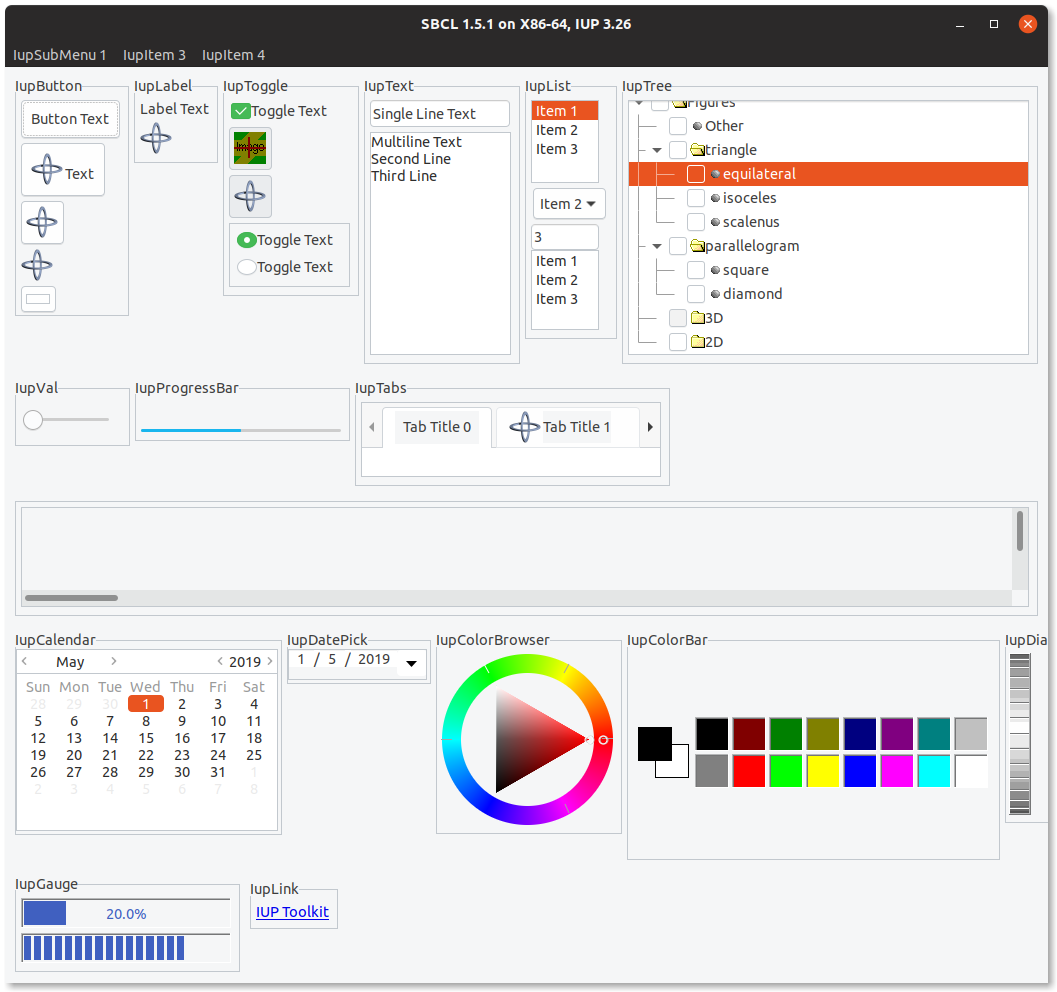 SBCL 1.5.1 on X86-64, IUP 3.26
IupSubMenu 1 IupItem 3 IupItem 4
IupButton
Button Text
Text
IupLabel
Label Text
IupToggle
Toggle Text
Image
Toggle Text
Toggle Text
IupText
Single Line Text
Multiline Text
Second Line
Third Line
IupList
Item 1
Item 2
Item 3
Item 2
3
Item 1
Item 2
Item 3
IupTree
Figures
Other
triangle
equilateral
isoceles
scalenus
parallelogram
square
diamond
3D
2D
IupVal
IupProgressBar
IupTabs
Tab Title 0 Tab Title 1
IupCalendar
May 2019
Sun Mon Tue Wed Thu Fri Sat
28 29 30 1 2 3 4
5 6 7 8 9 10 11
12 13 14 15 16 17 18
19 20 21 22 23 24 25
26 27 28 29 30 31 1
2 3 4 5 6 7 8
IupDatePick
1 / 5 / 2019
IupColorBrowser
IupColorBar
IupDia
IupGauge
20.0%
IupLink
IUP Toolkit